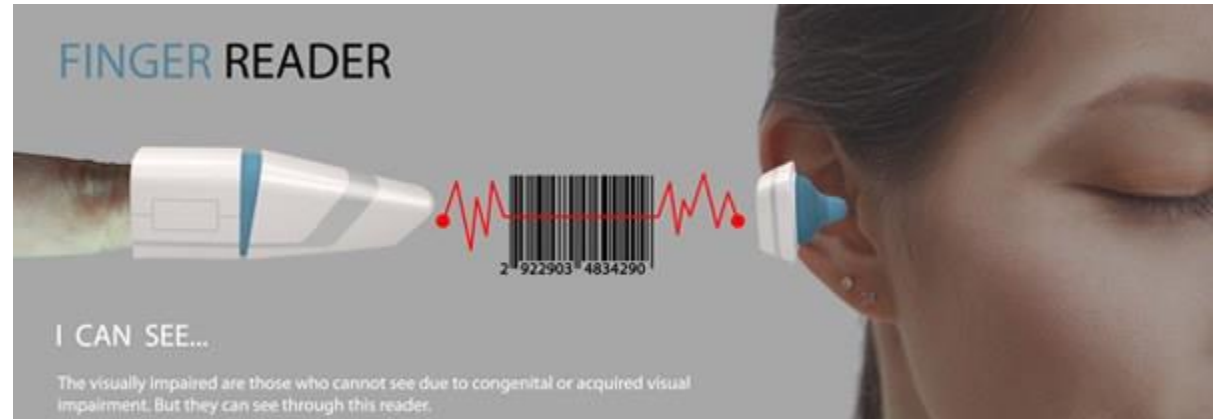 FINGER READER
2 922903 4834290
I CAN SEE...
The visually impaired are those who cannot see due to congenital or acquired visual
impairment. But they can see through this reader.